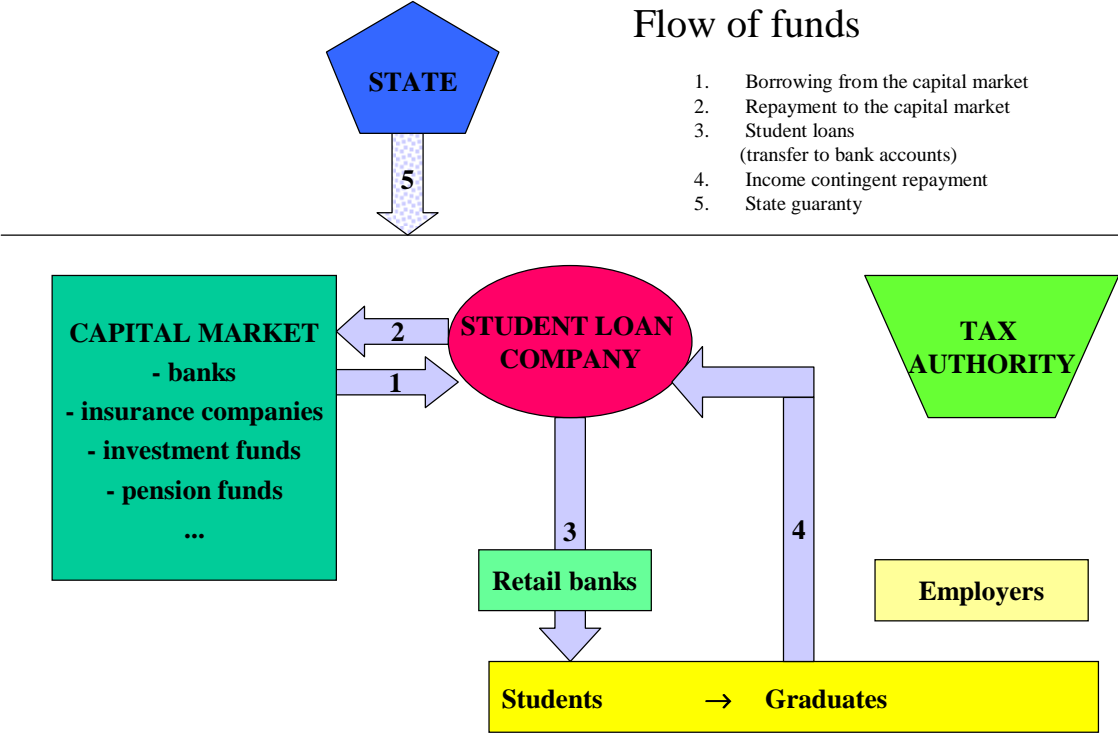 Flow of funds
1. Borrowing from the capital market
2. Repayment to the capital market
3. Student loans
(transfer to bank accounts)
4. Income contingent repayment
5. State guaranty
STATE
5
CAPITAL MARKET
- banks
- insurance companies
- investment funds
- pension funds
...
2
1
STUDENT LOAN
COMPANY
TAX
AUTHORITY
3
4
Retail banks
Employers
Students → Graduates